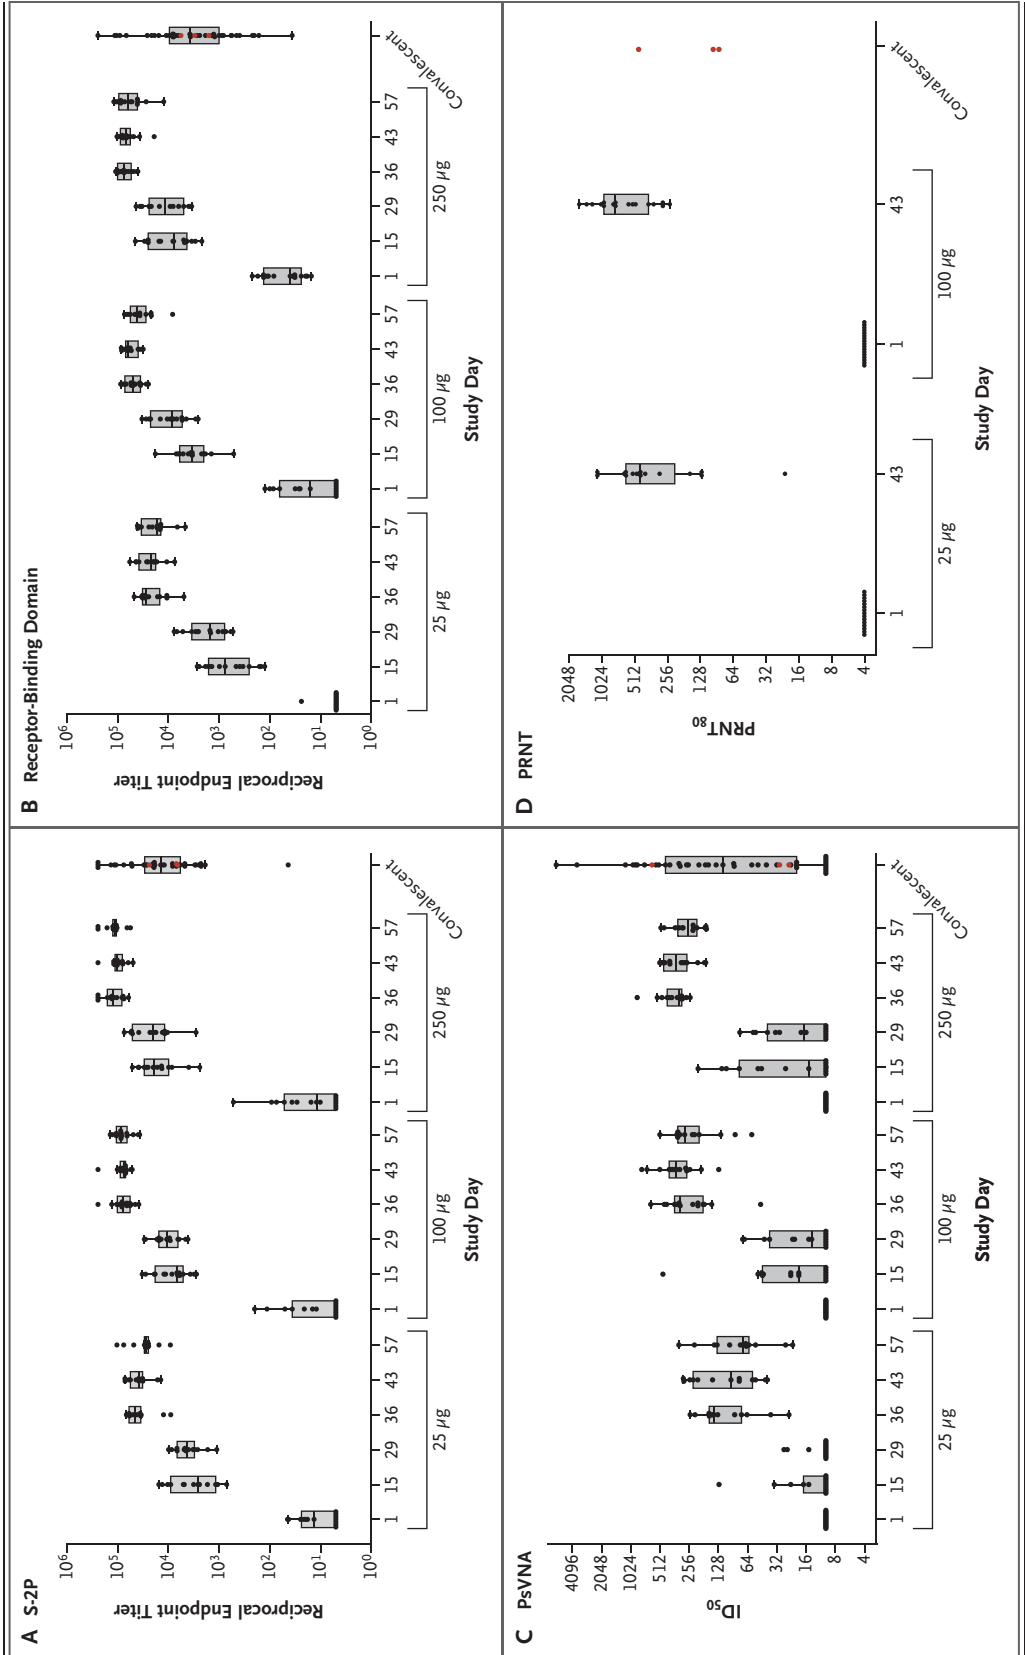 A S-2P
Reciprocal Endpoint Titer
10⁶
10⁵
10⁴
10³
10²
10¹
10⁰
1 15 29 36 43 57 1 15 29 36 43 57 1 15 29 36 43 57 Convalescent
25 μg 100 μg 250 μg
Study Day
B Receptor-Binding Domain
Reciprocal Endpoint Titer
10⁶
10⁵
10⁴
10³
10²
10¹
10⁰
1 15 29 36 43 57 1 15 29 36 43 57 1 15 29 36 43 57 Convalescent
25 μg 100 μg 250 μg
Study Day
C PsVNA
ID₅₀
4096
2048
1024
512
256
128
64
32
16
8
4
1 15 29 36 43 57 1 15 29 36 43 57 1 15 29 36 43 57 Convalescent
25 μg 100 μg 250 μg
Study Day
D PRNT
PRNT₈₀
2048
1024
512
256
128
64
32
16
8
4
1 43 1 43 Convalescent
25 μg 100 μg
Study Day